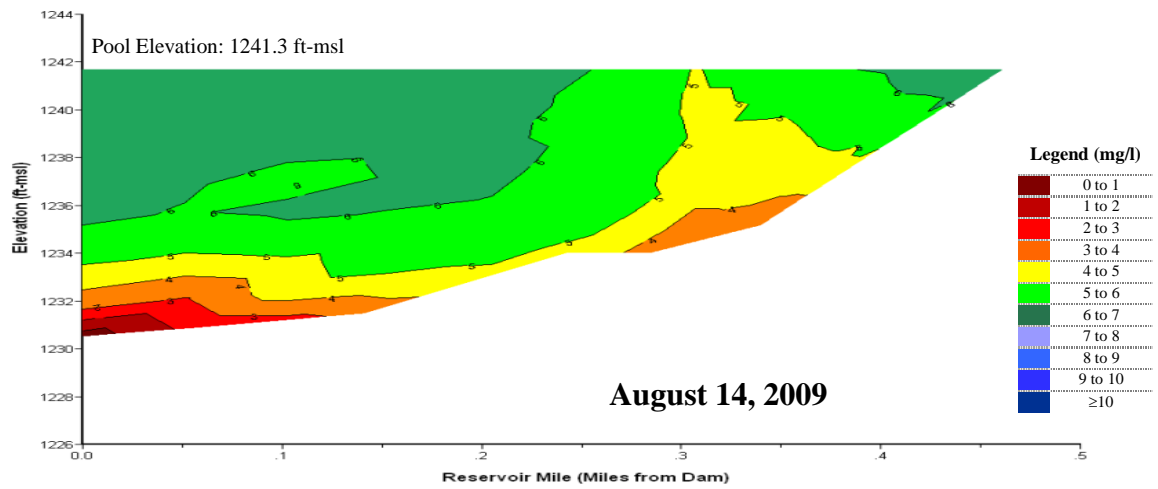 1244
Pool Elevation: 1241.3 ft-msl
1242
1240
1238
1236
1234
1232
1230
1228
1226
Elevation (ft-msl)
0.0
.1
.2
.3
.4
.5
Reservoir Mile (Miles from Dam)
August 14, 2009
Legend (mg/l)
0 to 1
1 to 2
2 to 3
3 to 4
4 to 5
5 to 6
6 to 7
7 to 8
8 to 9
9 to 10
≥10